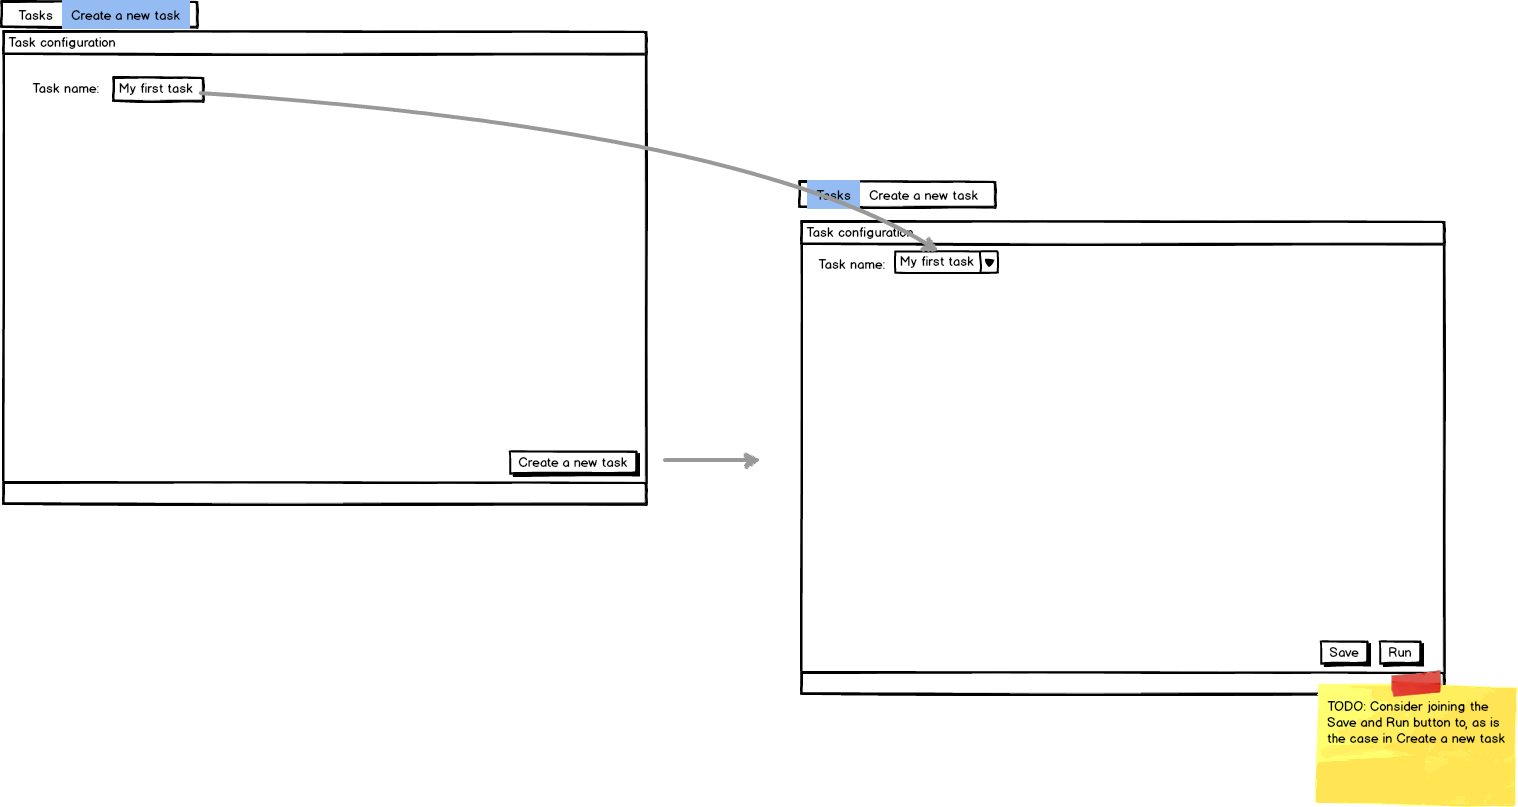 Tasks Create a new task
Task configuration
Task name: My first task
Create a new task
Tasks Create a new task
Task configuration
Task name: My first task
Save Run
TODO: Consider joining the
Save and Run button to, as is
the case in Create a new task